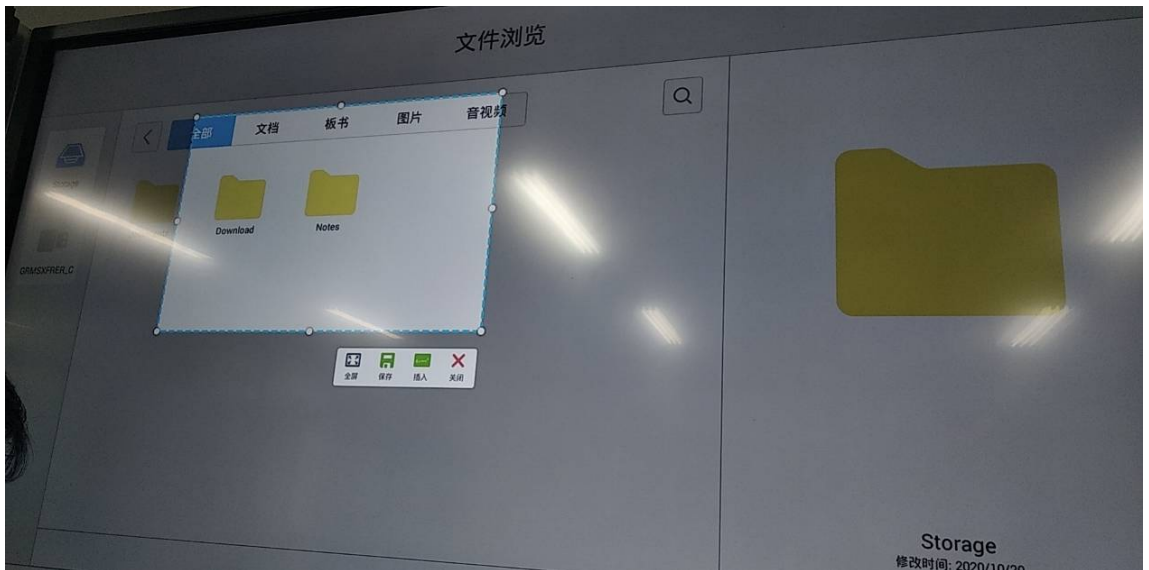 文件浏览
全部 文档 板书 图片 音视频
Storage
Download Notes
GRMSXFRER_C
全屏 保存 插入 关闭
Storage
修改时间: 2020/10/20